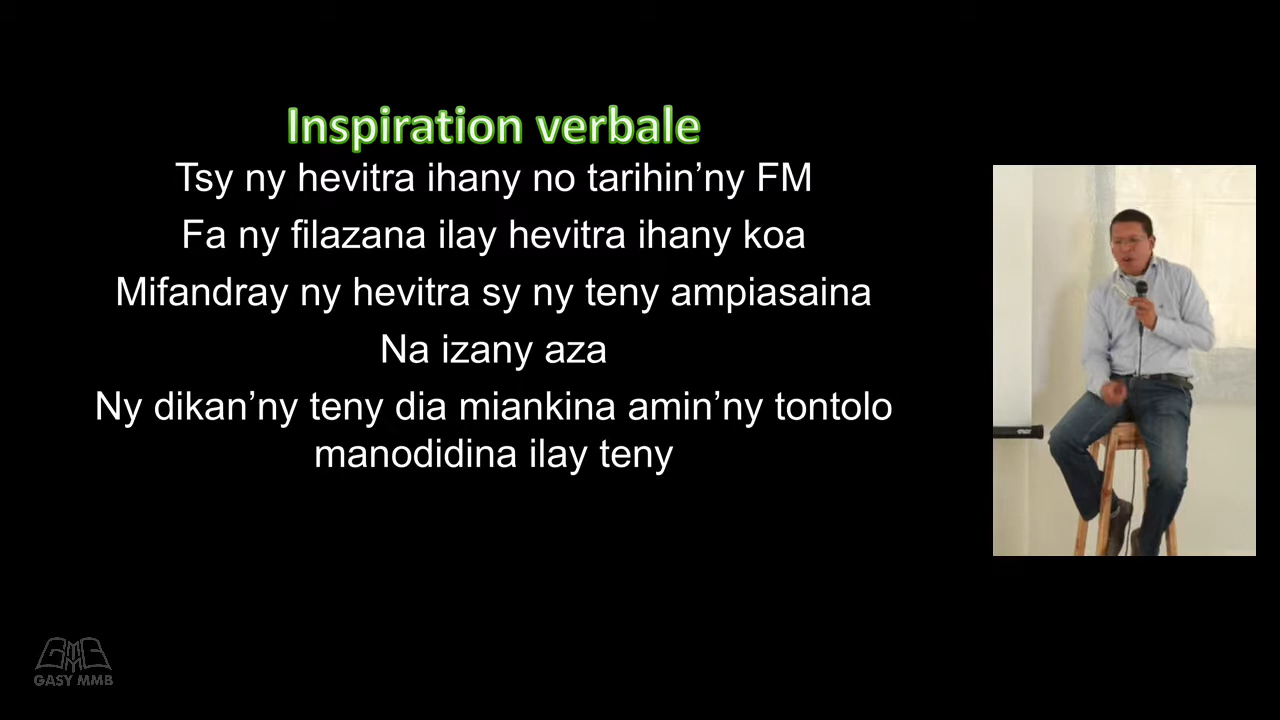 Inspiration verbale
Tsy ny hevitra ihany no tarihin’ny FM
Fa ny filazana ilay hevitra ihany koa
Mifandray ny hevitra sy ny teny ampiasaina
Na izany aza
Ny dikan’ny teny dia miankina amin’ny tontolo
manodidina ilay teny
GASY MMB